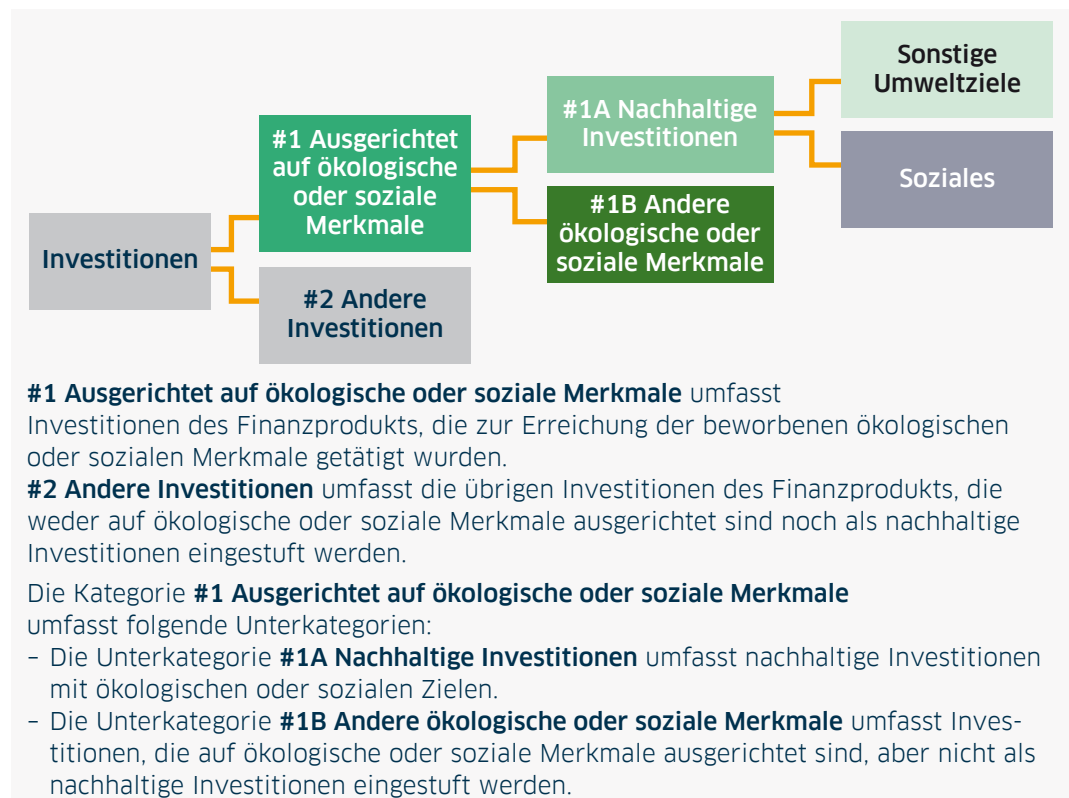 Sonstige
Umweltziele
#1A Nachhaltige
Investitionen
#1 Ausgerichtet
auf ökologische
oder soziale
Merkmale
Soziales
#1B Andere
ökologische oder
soziale Merkmale
Investitionen
#2 Andere
Investitionen
#1 Ausgerichtet auf ökologische oder soziale Merkmale umfasst
Investitionen des Finanzprodukts, die zur Erreichung der beworbenen ökologischen
oder sozialen Merkmale getätigt wurden.
#2 Andere Investitionen umfasst die übrigen Investitionen des Finanzprodukts, die
weder auf ökologische oder soziale Merkmale ausgerichtet sind noch als nachhaltige
Investitionen eingestuft werden.
Die Kategorie #1 Ausgerichtet auf ökologische oder soziale Merkmale
umfasst folgende Unterkategorien:
– Die Unterkategorie #1A Nachhaltige Investitionen umfasst nachhaltige Investitionen
mit ökologischen oder sozialen Zielen.
– Die Unterkategorie #1B Andere ökologische oder soziale Merkmale umfasst Inves-
titionen, die auf ökologische oder soziale Merkmale ausgerichtet sind, aber nicht als
nachhaltige Investitionen eingestuft werden.